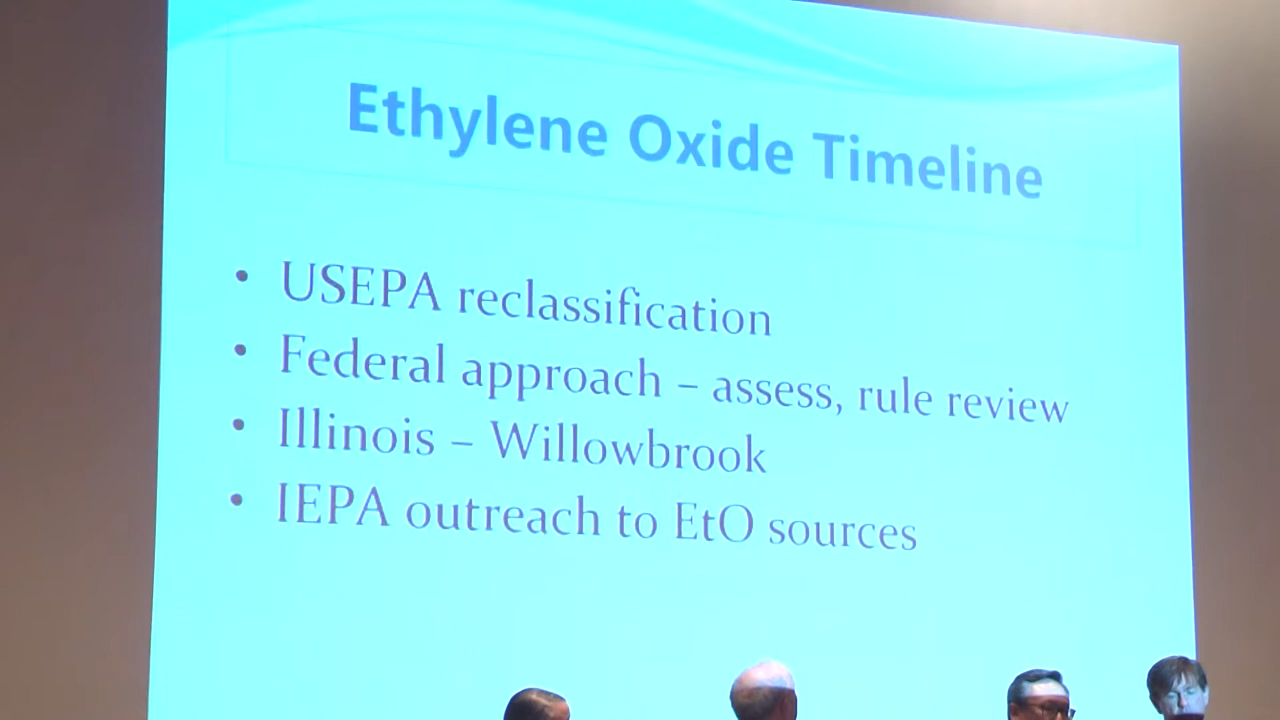 Ethylene Oxide Timeline
• USEPA reclassification
• Federal approach – assess, rule review
• Illinois – Willowbrook
• IEPA outreach to EtO sources